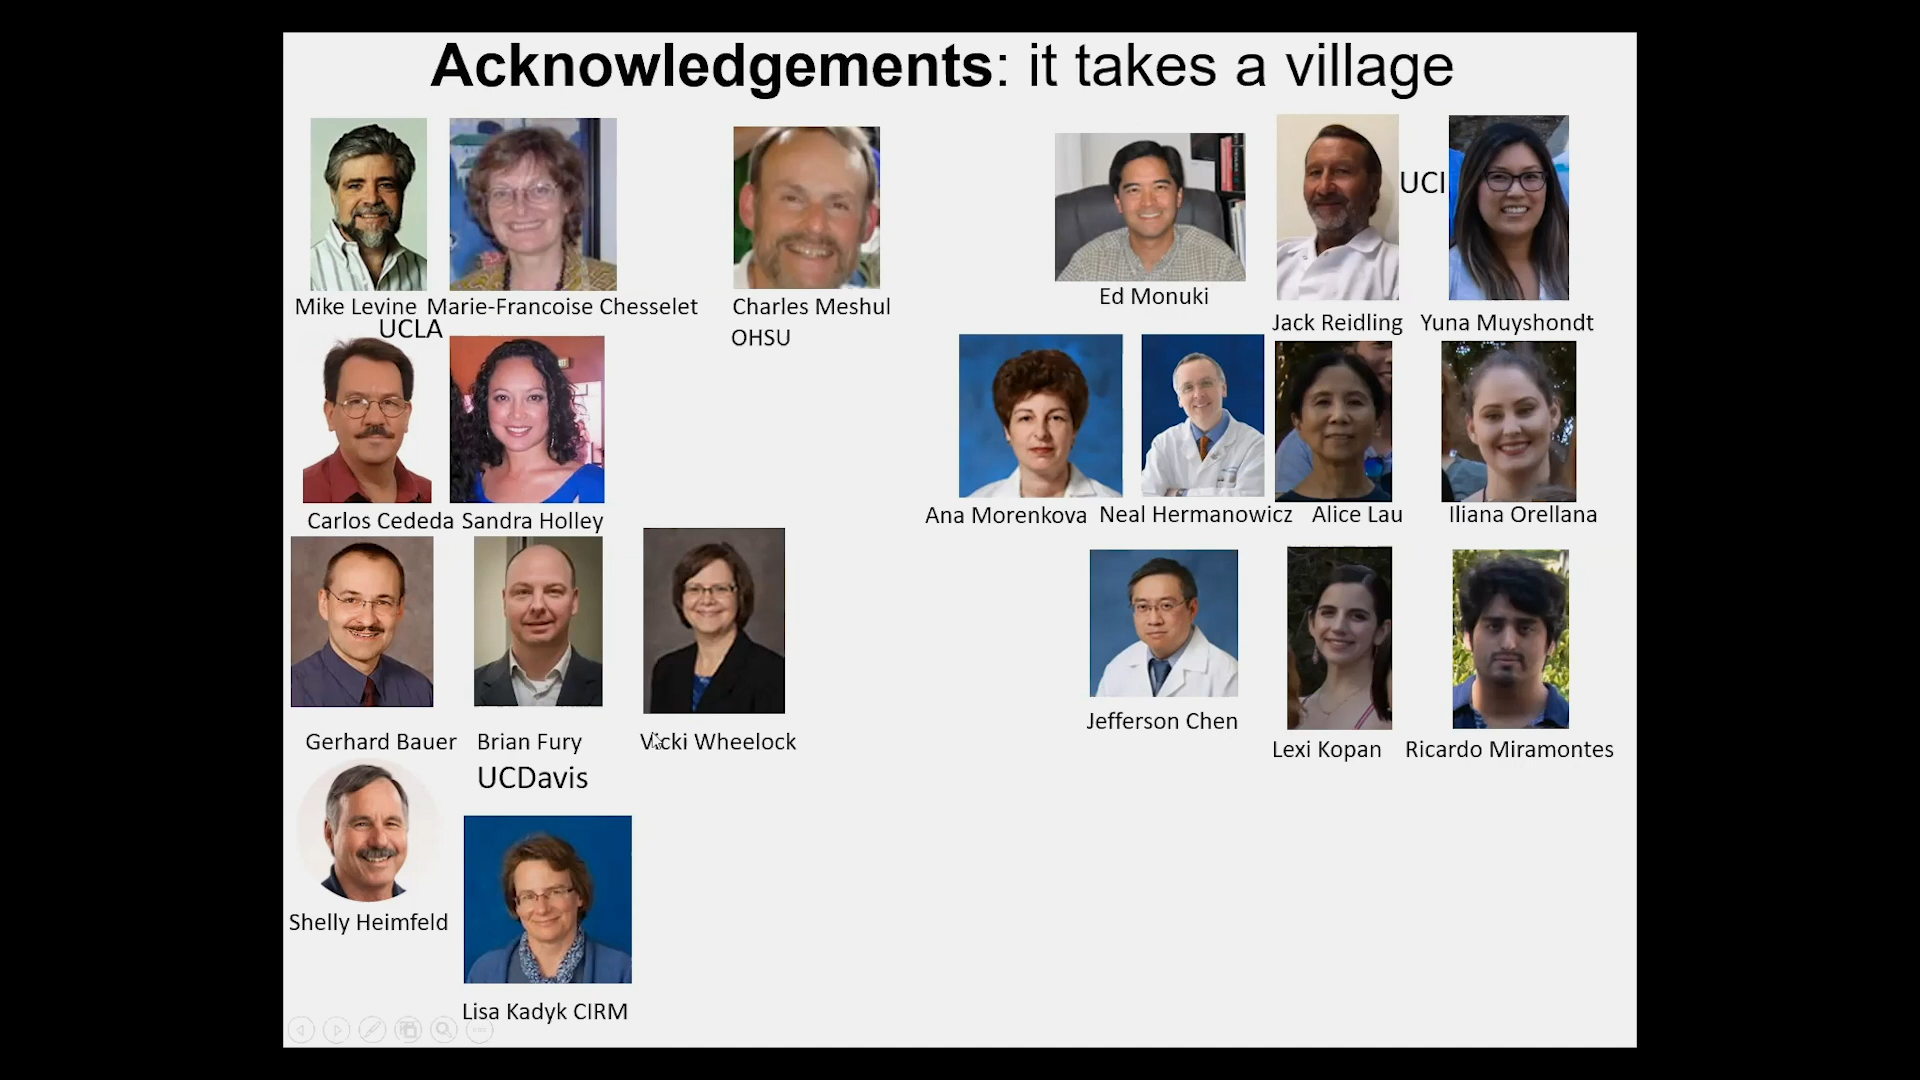 Acknowledgements: it takes a village
Mike Levine Marie-Francoise Chesselet
UCLA
Charles Meshul
OHSU
Ed Monuki
UCI
Jack Reidling Yuna Muyshondt
Carlos Cededa Sandra Holley
Ana Morenkova Neal Hermanowicz Alice Lau Iliana Orellana
Gerhard Bauer Brian Fury Vicki Wheelock
UCDavis
Jefferson Chen
Lexi Kopan Ricardo Miramontes
Shelly Heimfeld
Lisa Kadyk CIRM